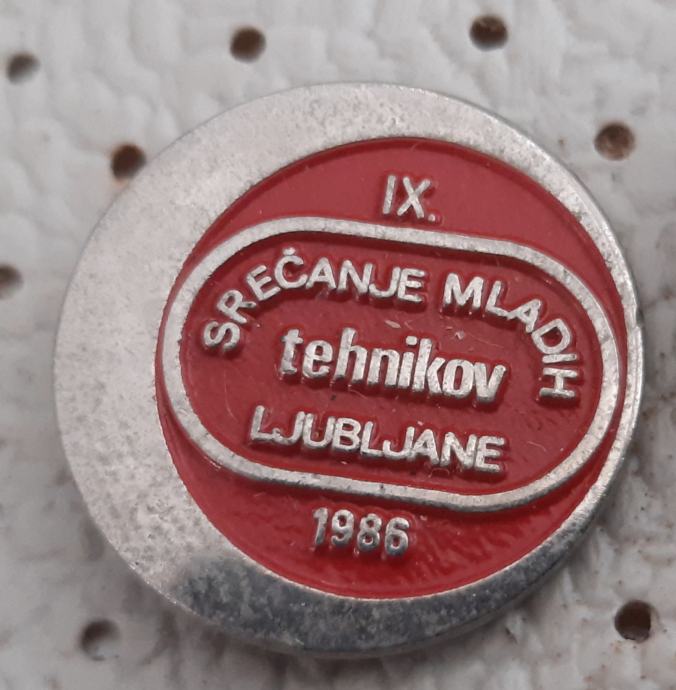 IX.
SREČANJE MLADIH
tehnikov
LJUBLJANE
1986